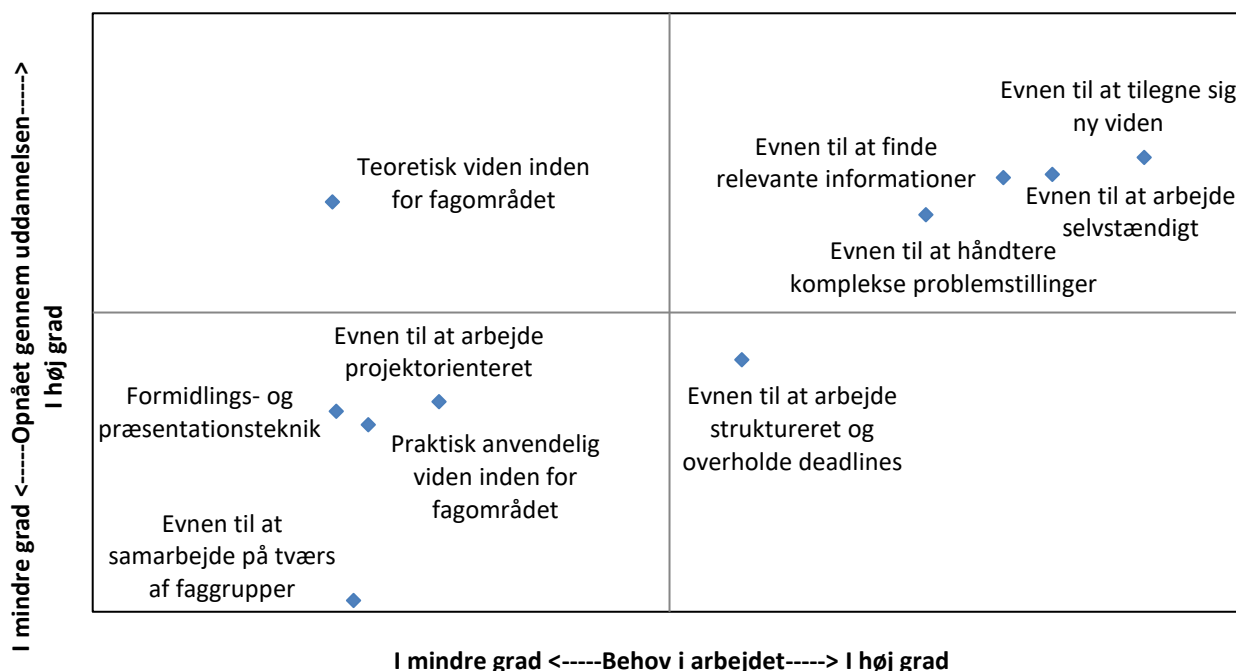 I mindre grad <-----Opnået gennem uddannelsen----->
I høj grad
Evnen til at tilegne sig
ny viden
Evnen til at finde
relevante informationer
Teoretisk viden inden
for fagområdet
Evnen til at arbejde
selvstændigt
Evnen til at håndtere
komplekse problemstillinger
Evnen til at arbejde
projektorienteret
Formidlings- og
præsentationsteknik
Evnen til at arbejde
struktureret og
overholde deadlines
Praktisk anvendelig
viden inden for
fagområdet
Evnen til at
samarbejde på tværs
af faggrupper
I mindre grad <-----Behov i arbejdet-----> I høj grad